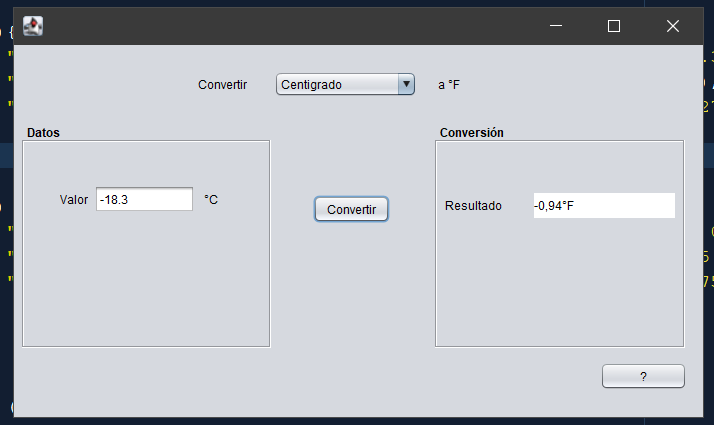 Convertir Centigrado a °F
Datos
Conversión
Valor -18.3 °C
Convertir
Resultado -0,94°F
?